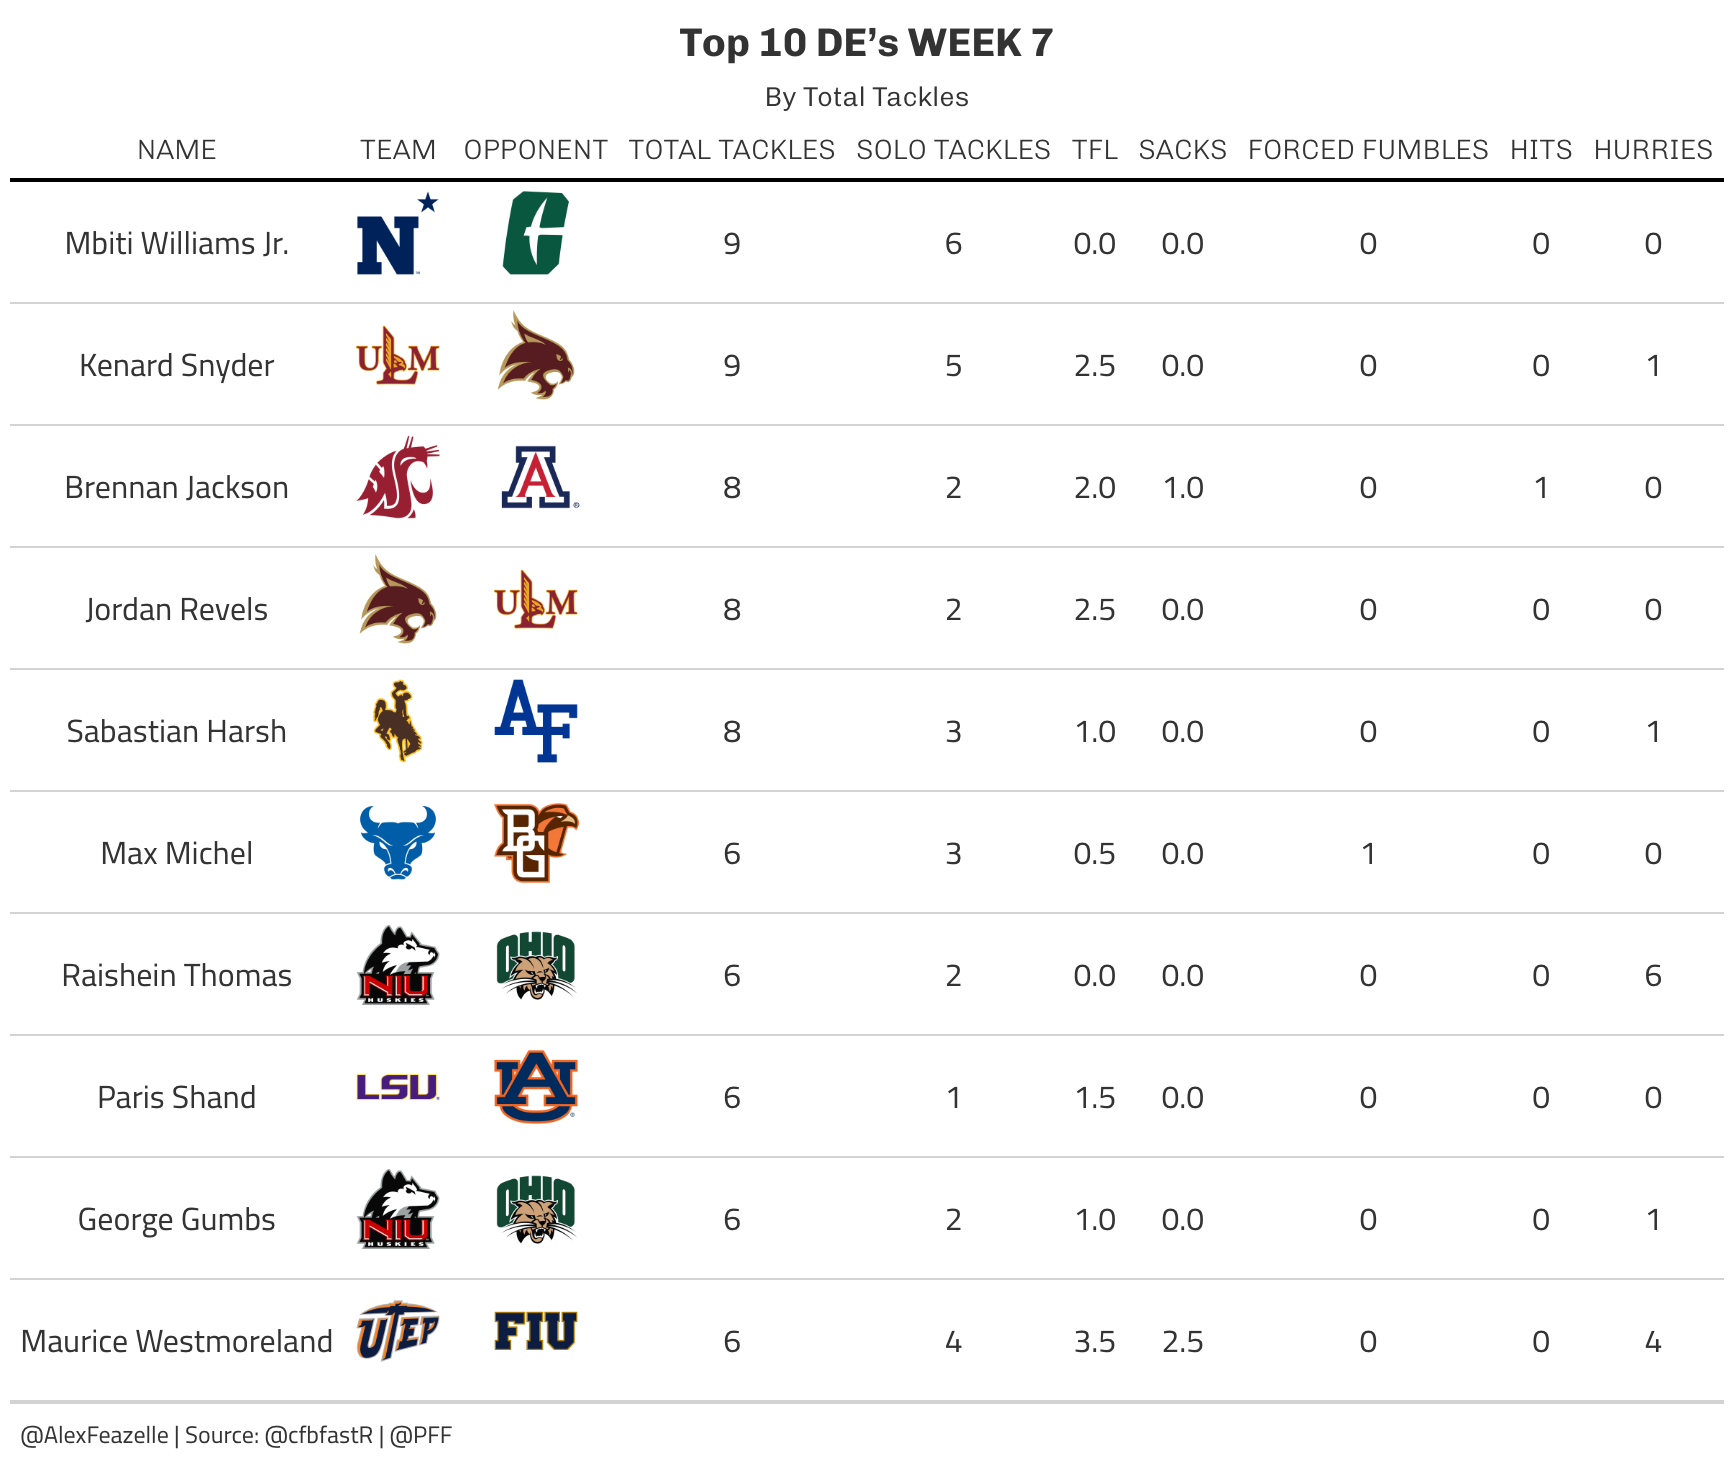 Top 10 DE’s WEEK 7
By Total Tackles
NAME TEAM OPPONENT TOTAL TACKLES SOLO TACKLES TFL SACKS FORCED FUMBLES HITS HURRIES
Mbiti Williams Jr. N C 9 6 0.0 0.0 0 0 0
Kenard Snyder ULM 9 5 2.5 0.0 0 0 1
Brennan Jackson WSC A 8 2 2.0 1.0 0 1 0
Jordan Revels ULM 8 2 2.5 0.0 0 0 0
Sabastian Harsh AF 8 3 1.0 0.0 0 0 1
Max Michel BG 6 3 0.5 0.0 1 0 0
Raishein Thomas NIU HUSKIES OHIO 6 2 0.0 0.0 0 0 6
Paris Shand LSU AU 6 1 1.5 0.0 0 0 0
George Gumbs NIU HUSKIES OHIO 6 2 1.0 0.0 0 0 1
Maurice Westmoreland UTEP FIU 6 4 3.5 2.5 0 0 4
@AlexFeazelle | Source: @cfbfastR | @PFF